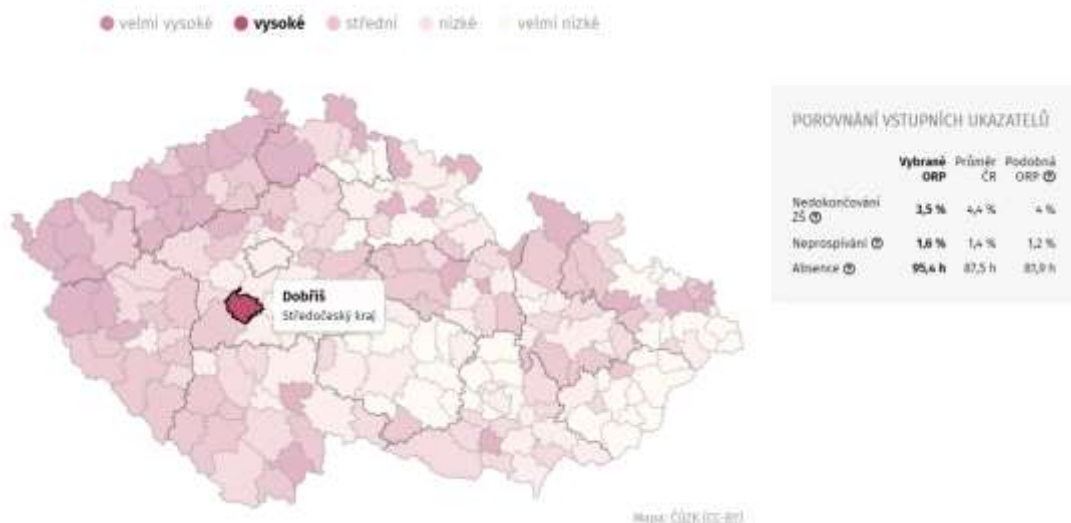 velmi vysoké vysoké střední nízké velmi nízké
POROVNÁNÍ VSTUPNÍCH UKAZATELŮ
Vybrané ORP Průměr ČR Podobná ORP
Nedokončování ZŠ 3,5 % 4,4 % 4 %
Neprospívání 1,6 % 1,4 % 1,2 %
Absence 95,4 h 87,5 h 81,9 h
Dobříš
Středočeský kraj
Mapa: ČÚZK (CC-BY)